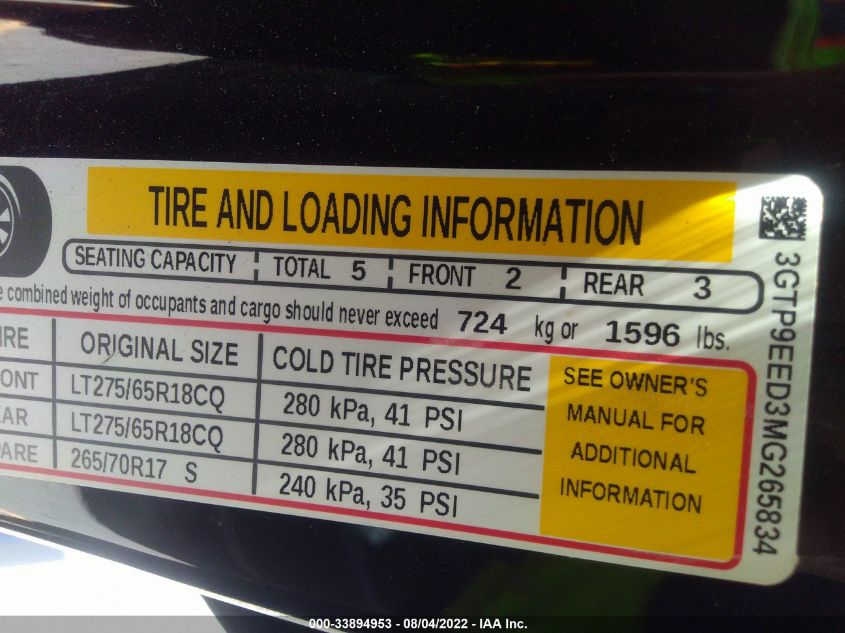 TIRE AND LOADING INFORMATION
SEATING CAPACITY TOTAL 5 FRONT 2 REAR 3
e combined weight of occupants and cargo should never exceed 724 kg or 1596 lbs.
IRE ORIGINAL SIZE COLD TIRE PRESSURE
ONT LT275/65R18CQ 280 kPa, 41 PSI
EAR LT275/65R18CQ 280 kPa, 41 PSI
PARE 265/70R17 S 240 kPa, 35 PSI
SEE OWNER'S
MANUAL FOR
ADDITIONAL
INFORMATION
3GTP9EED3MG265834
000-33894953 - 08/04/2022 - IAA Inc.